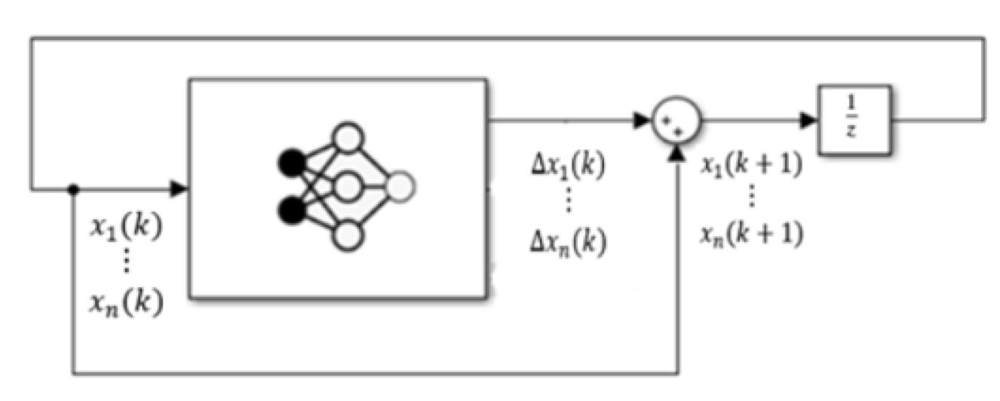 x₁(k)
⋮
xₙ(k)
Δx₁(k)
⋮
Δxₙ(k)
+
+
x₁(k + 1)
⋮
xₙ(k + 1)
1
z